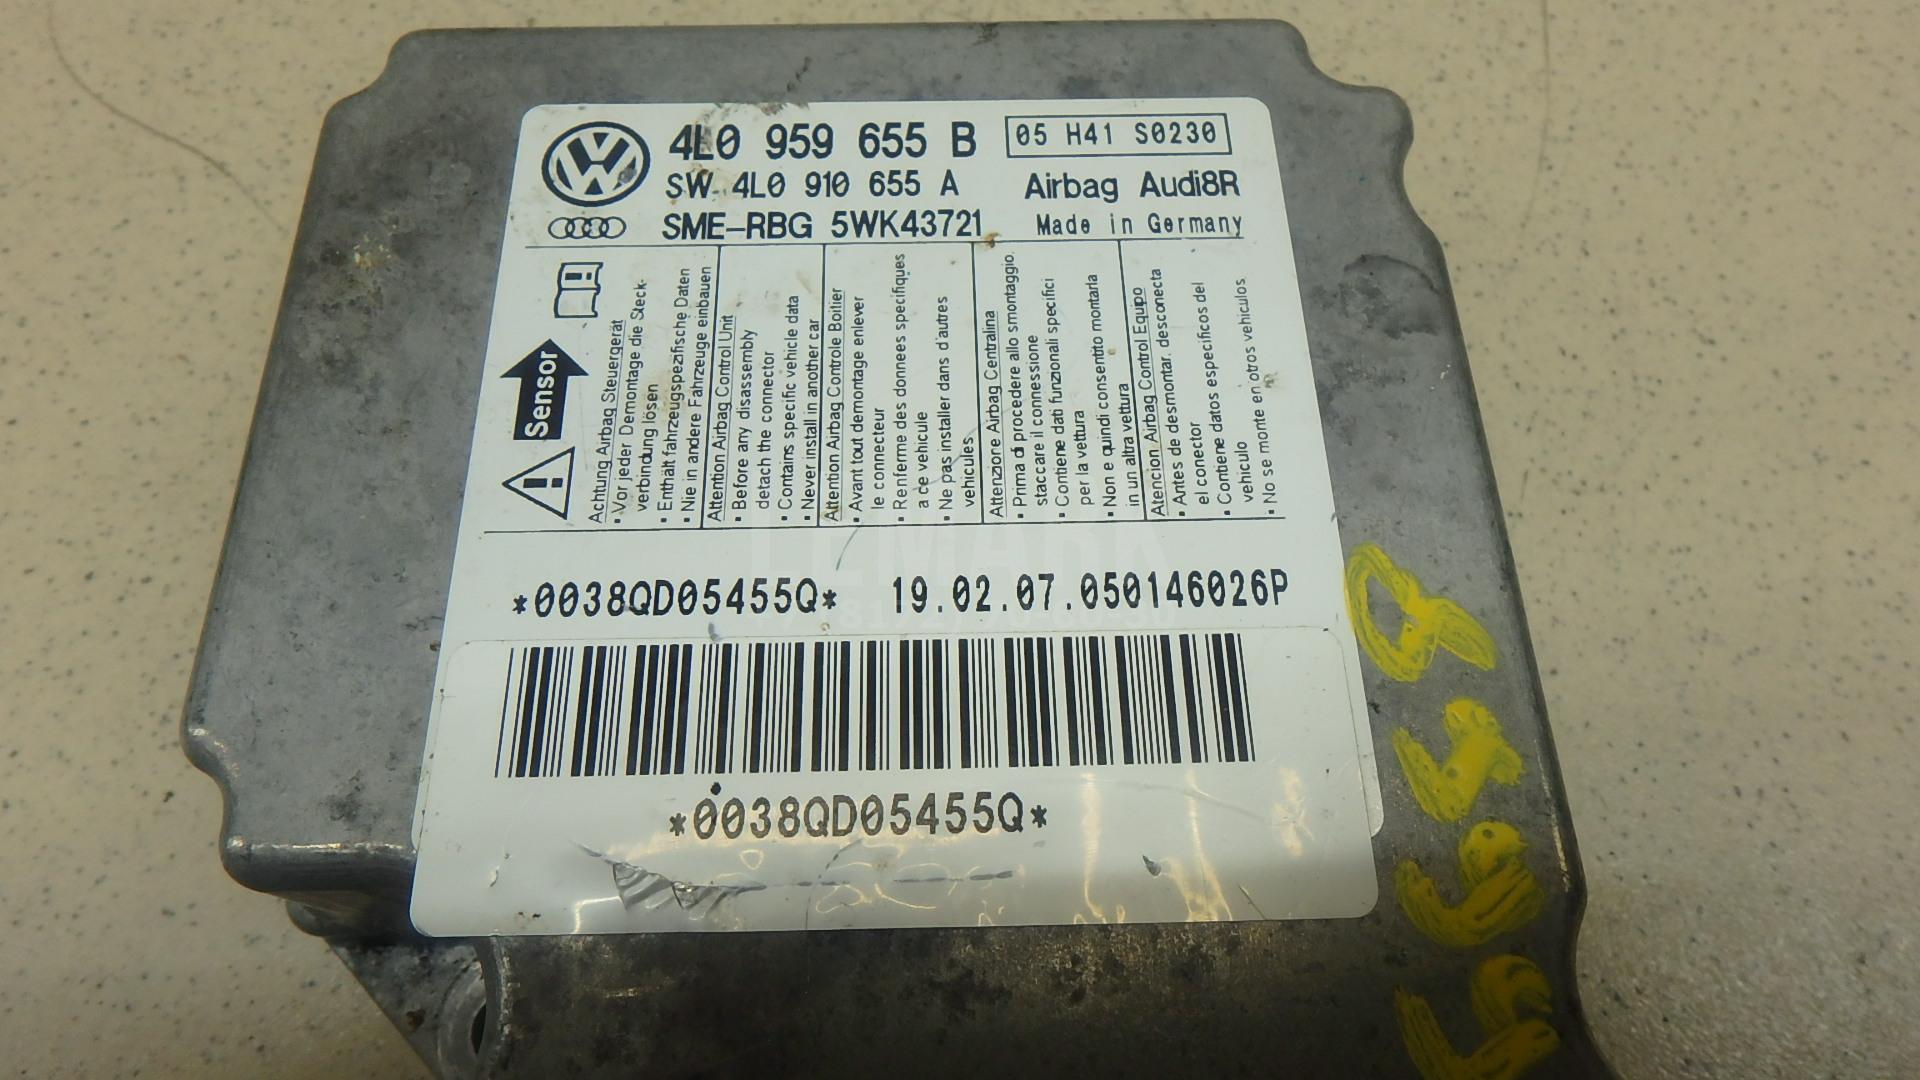 4L0 959 655 B
05 H41 S0230
SW 4L0 910 655 A
Airbag Audi8R
SME-RBG 5WK43721
Made in Germany
Sensor
Achtung Airbag Steuergerät
▪ Vor jeder Demontage die Steck-
verbindung lösen
▪ Enthält fahrzeugspezifische Daten
▪ Nie in andere Fahrzeuge einbauen
Attention Airbag Control Unit
▪ Before any disassembly
detach the connector
▪ Contains specific vehicle data
▪ Never install in another car
Attention Airbag Controle Boitier
▪ Avant tout demontage enlever
le connecteur
▪ Renferme des donnees specifiques
a ce vehicule
▪ Ne pas installer dans d'autres
vehicules
Attenzione Airbag Centralina
▪ Prima di procedere allo smontaggio,
staccare il connessione
▪ Contiene dati funzionali specifici
per la vettura
▪ Non e quindi consentito montarla
in un altra vettura
Atencion Airbag Control Equipo
▪ Antes de desmontar, desconecta
el conector
▪ Contiene datos especificos del
vehiculo
▪ No se monte en otros vehiculos
*0038QD05455Q*
19.02.07.050146026P
LEMARK
*0038QD05455Q*